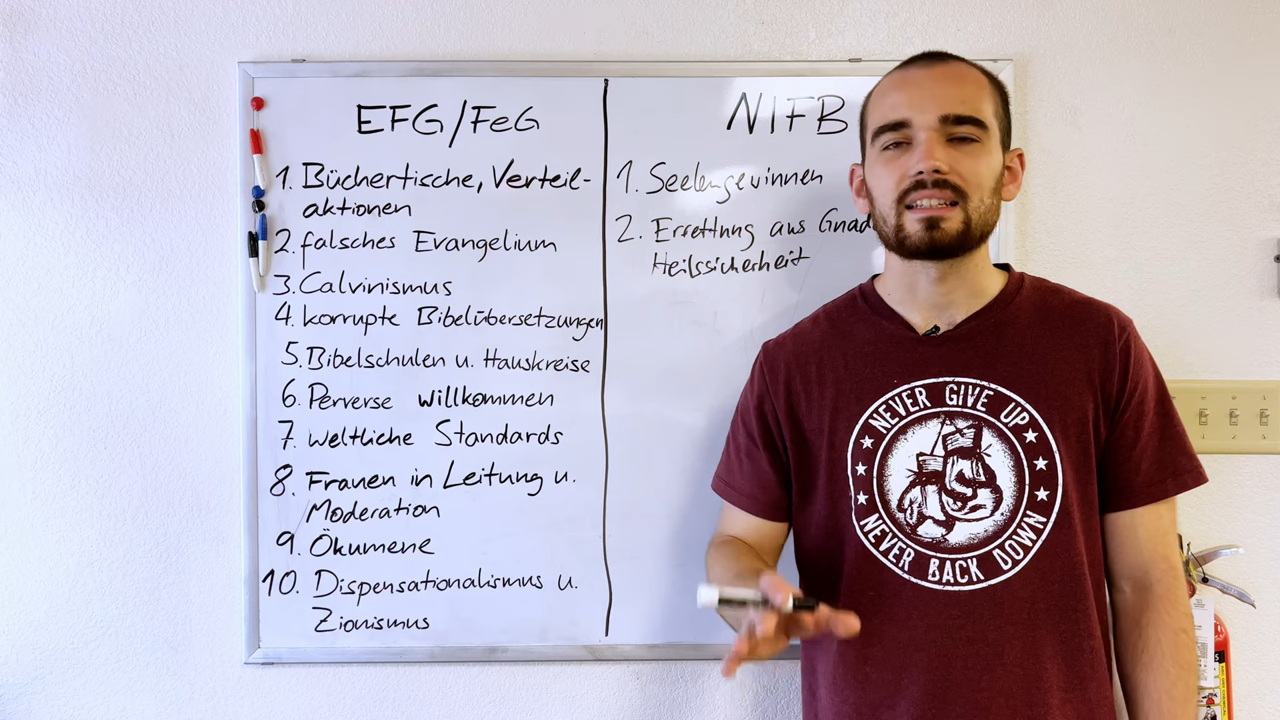 EFG/FeG
1. Büchertische, Verteil-
aktionen
2. falsches Evangelium
3. Calvinismus
4. korrupte Bibelübersetzungen
5. Bibelschulen u. Hauskreise
6. Perverse willkommen
7. weltliche Standards
8. Frauen in Leitung u.
Moderation
9. Ökumene
10. Dispensationalismus u.
Zionismus
NIFB
1. Seelengewinnen
2. Errettung aus Gnad
Heilssicherheit
NEVER GIVE UP
NEVER BACK DOWN